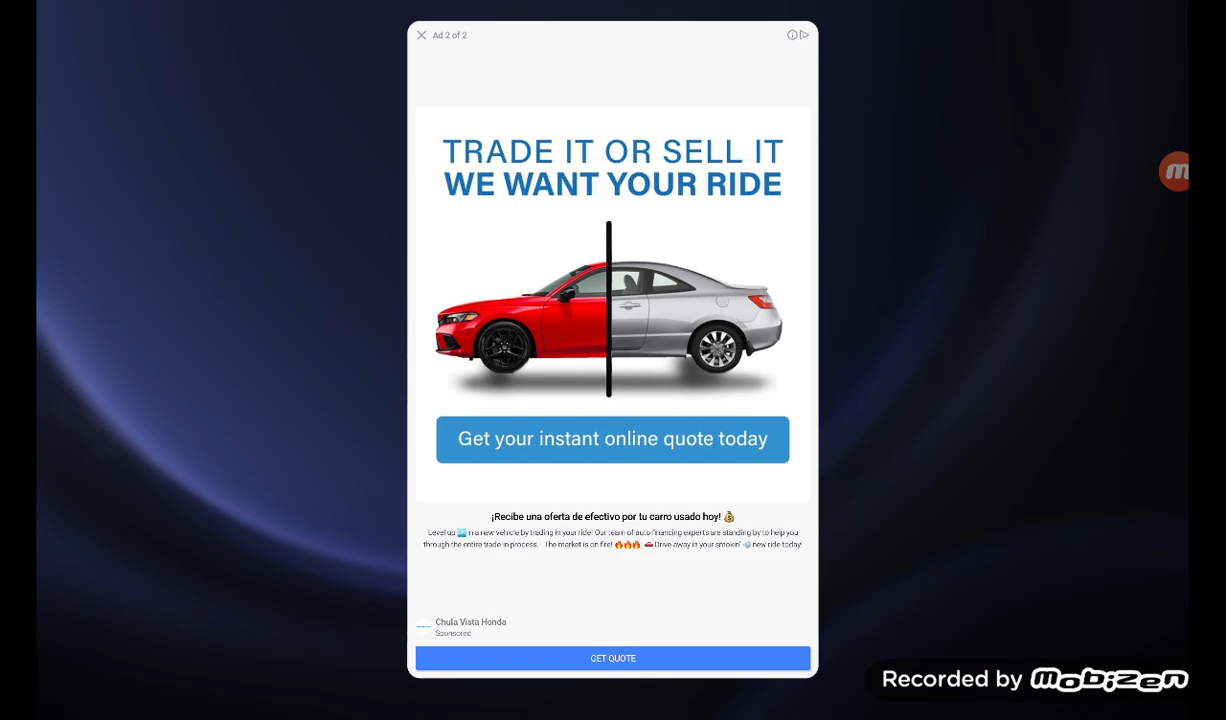 Ad 2 of 2
TRADE IT OR SELL IT
WE WANT YOUR RIDE
Get your instant online quote today
¡Recibe una oferta de efectivo por tu carro usado hoy! 💰
Level up 🆙 in a new vehicle by trading in your ride! Our team of auto financing experts are standing by to help you
through the entire trade-in process. The market is on fire! 🔥🔥🔥 🚗 Drive away in your smokin' 💨 new ride today!
Chula Vista Honda
Sponsored
GET QUOTE
Recorded by mobizen